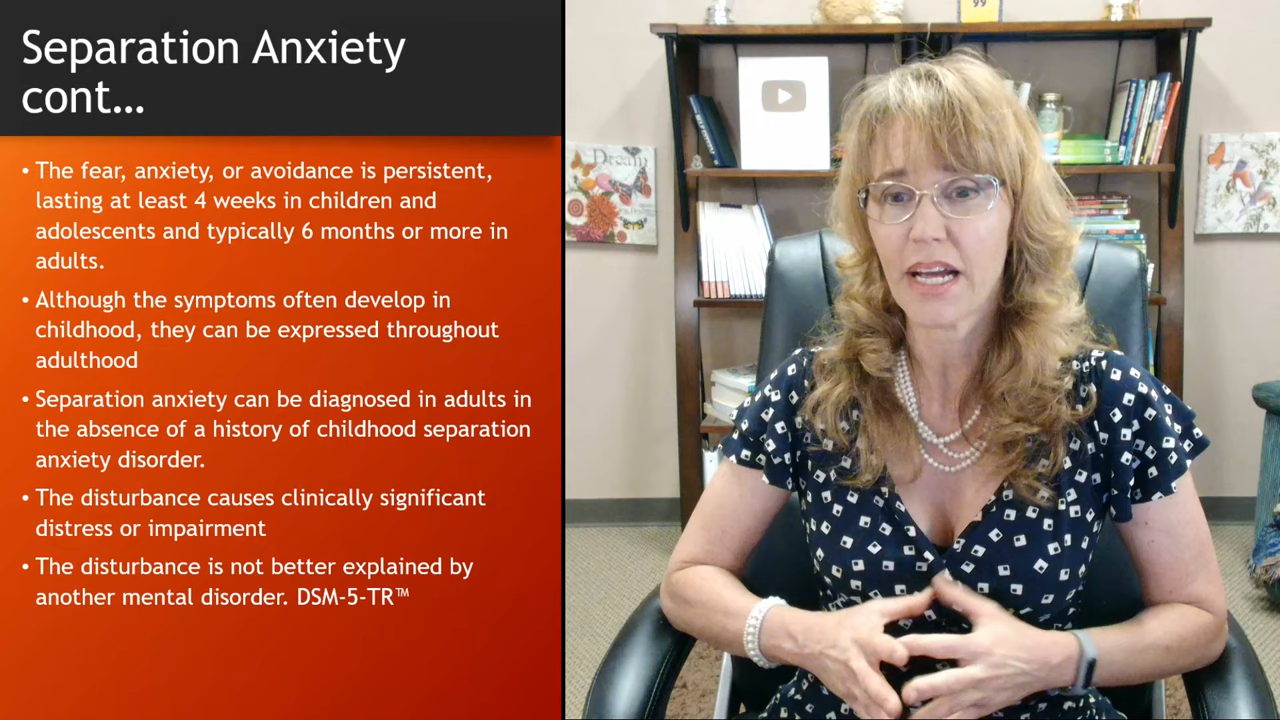 Separation Anxiety
cont…
• The fear, anxiety, or avoidance is persistent,
lasting at least 4 weeks in children and
adolescents and typically 6 months or more in
adults.
• Although the symptoms often develop in
childhood, they can be expressed throughout
adulthood
• Separation anxiety can be diagnosed in adults in
the absence of a history of childhood separation
anxiety disorder.
• The disturbance causes clinically significant
distress or impairment
• The disturbance is not better explained by
another mental disorder. DSM-5-TR™
99
Dream